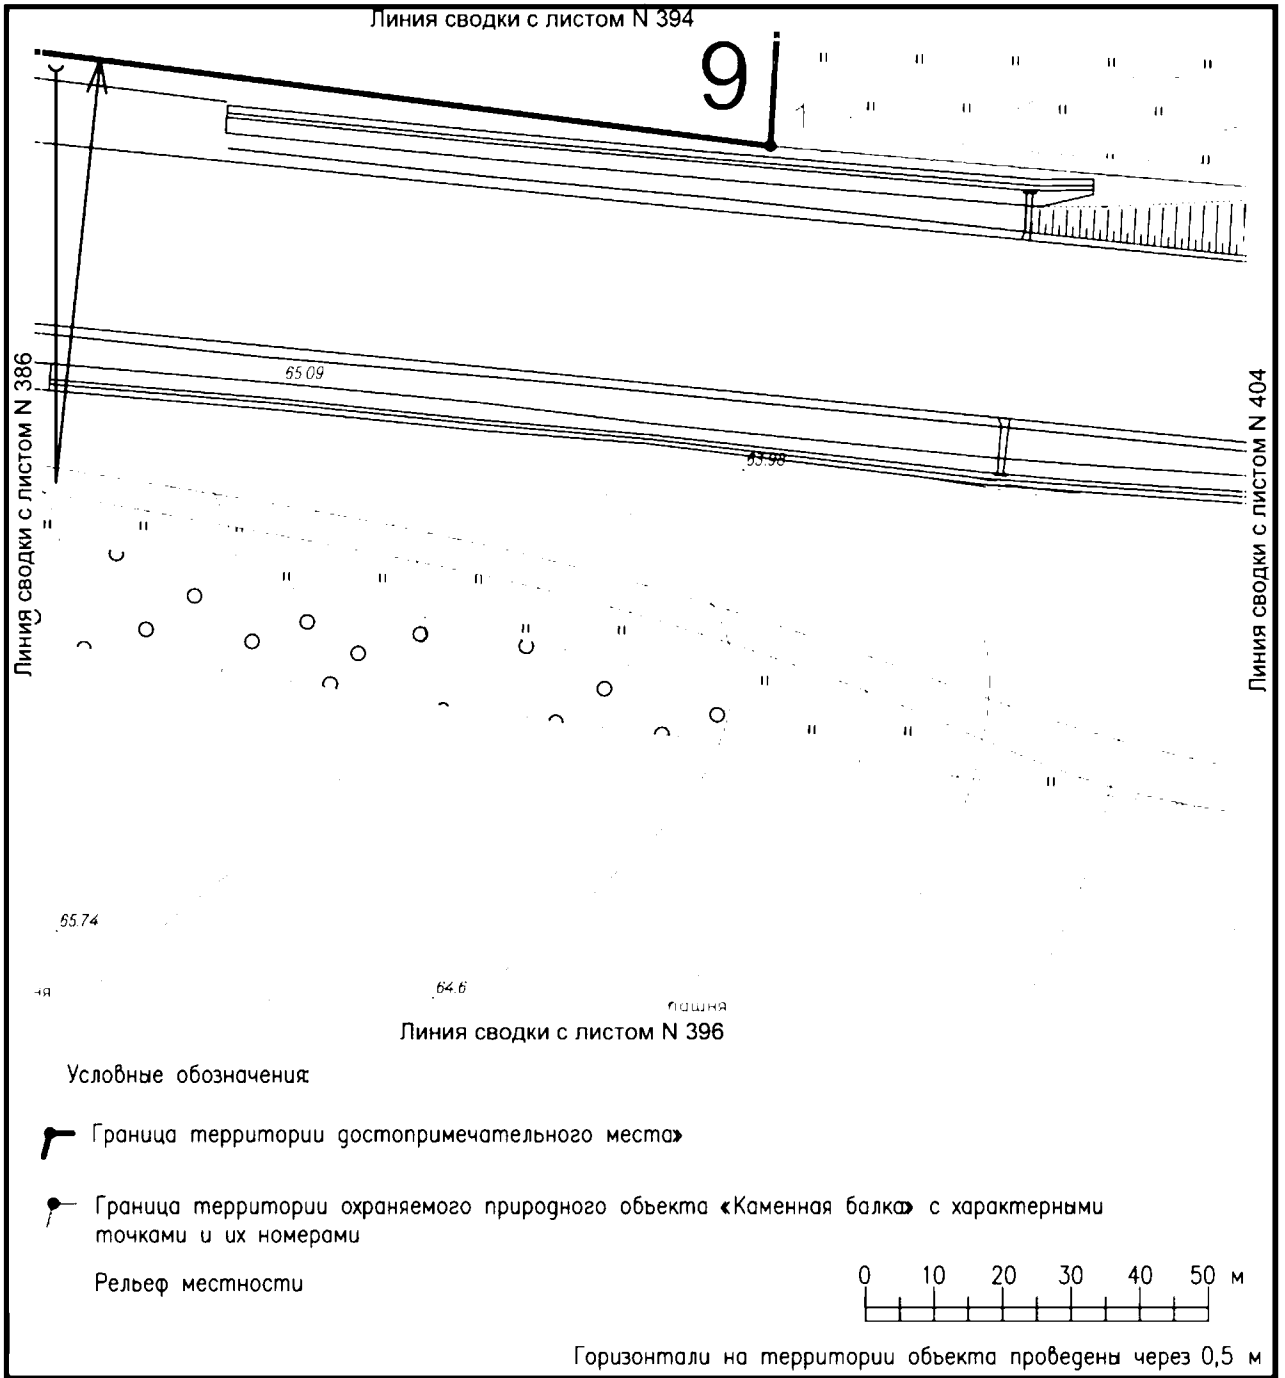 Линия сводки с листом N 394
9
1
Линия сводки с листом N 386
65.09
Линия сводки с листом N 404
63.98
65.74
64.6
ня
пашня
Линия сводки с листом N 396
Условные обозначения:
Граница территории достопримечательного места»
Граница территории охраняемого природного объекта «Каменная балка» с характерными
точками и их номерами
Рельеф местности
0 10 20 30 40 50 м
Горизонтали на территории объекта проведены через 0,5 м